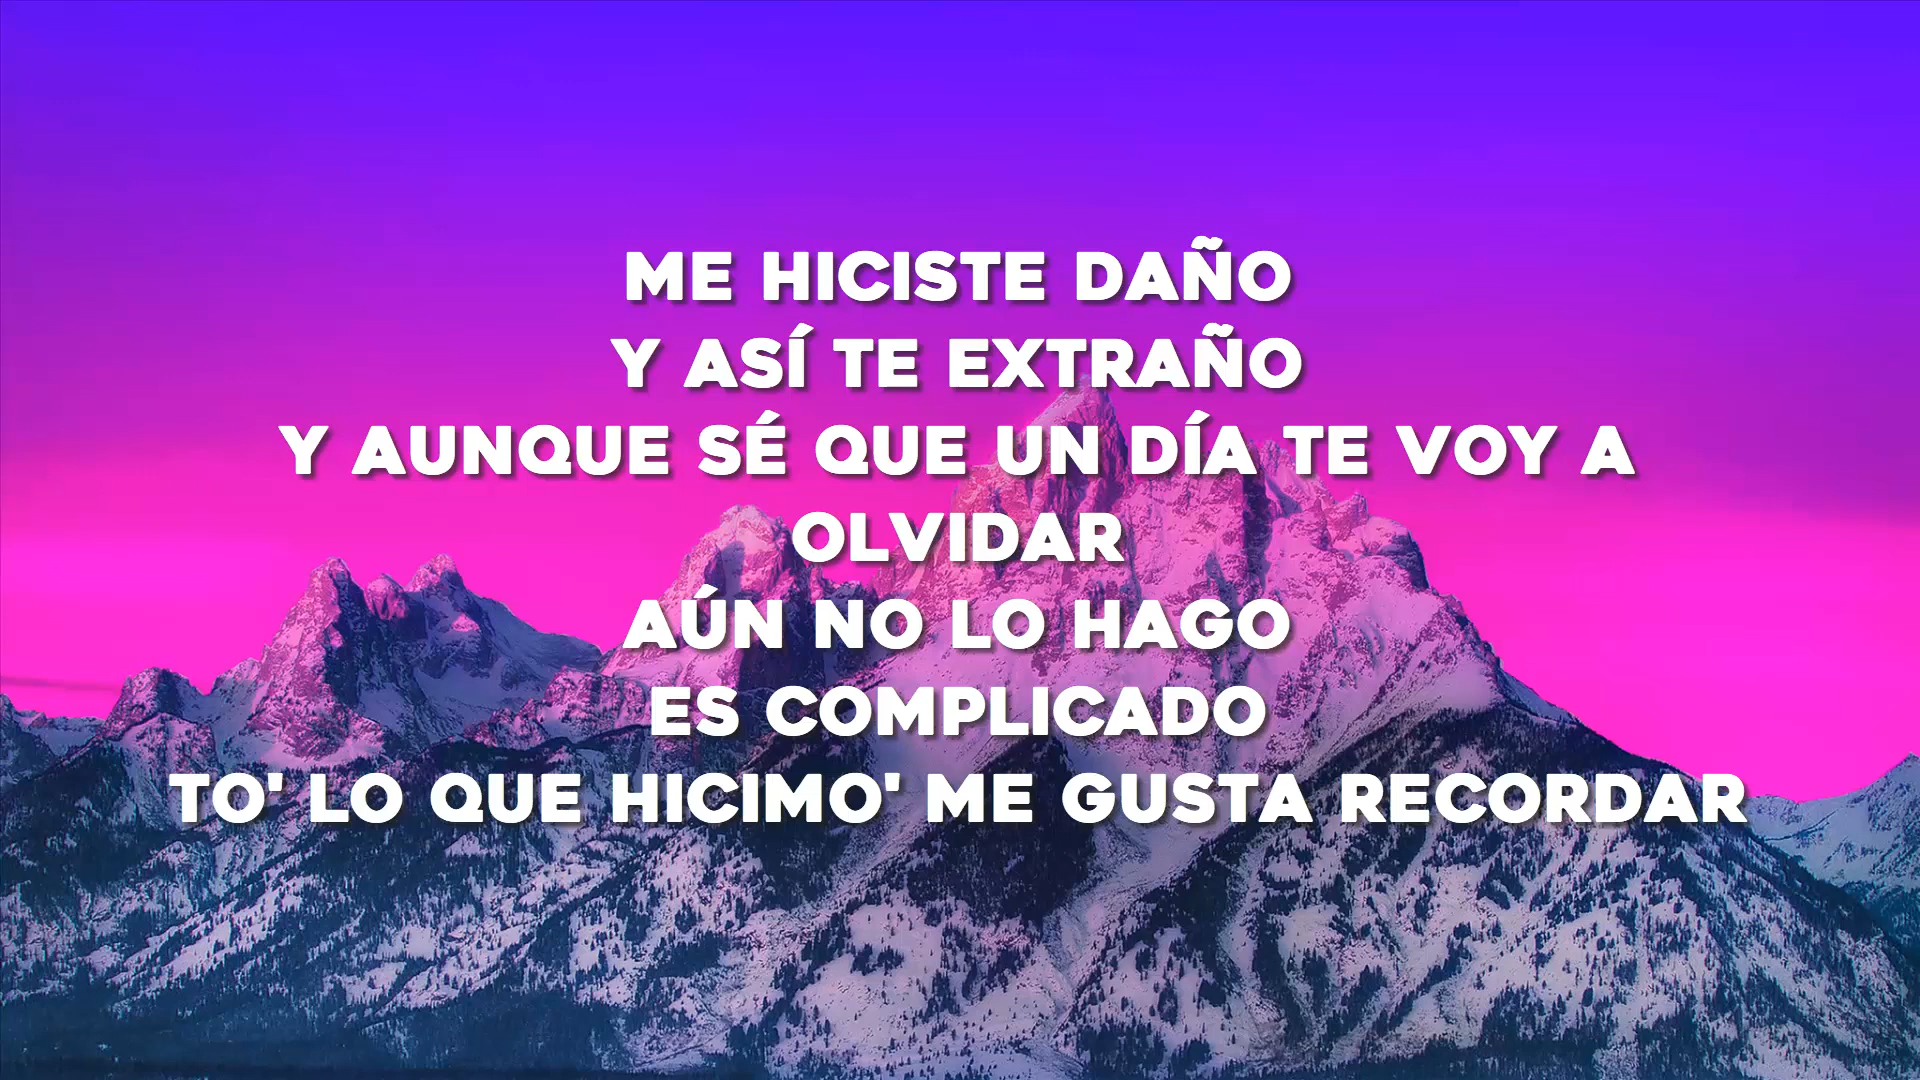 ME HICISTE DAÑO
Y ASÍ TE EXTRAÑO
Y AUNQUE SÉ QUE UN DÍA TE VOY A
OLVIDAR
AÚN NO LO HAGO
ES COMPLICADO
TO' LO QUE HICIMO' ME GUSTA RECORDAR